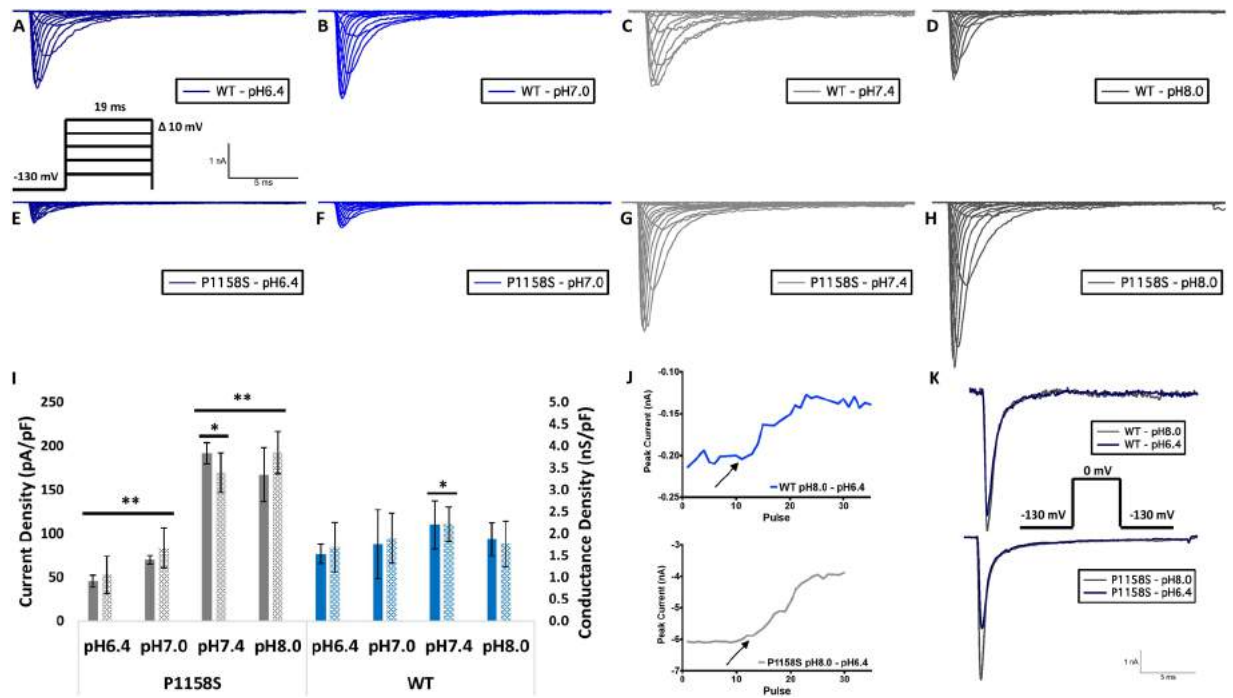 A
WT - pH6.4
19 ms
Δ 10 mV
-130 mV
1 nA
5 ms
B
WT - pH7.0
C
WT - pH7.4
D
WT - pH8.0
E
P1158S - pH6.4
F
P1158S - pH7.0
G
P1158S - pH7.4
H
P1158S - pH8.0
I
Current Density (pA/pF)
250
200
150
100
50
0
**
**
*
*
5.0
4.5
4.0
3.5
3.0
2.5
2.0
1.5
1.0
0.5
0.0
Conductance Density (nS/pF)
pH6.4 pH7.0 pH7.4 pH8.0 pH6.4 pH7.0 pH7.4 pH8.0
P1158S WT
J
Peak Current (nA)
-0.10
-0.15
-0.20
-0.25
WT pH8.0 - pH6.4
0 10 20 30
Pulse
Peak Current (nA)
-3
-4
-5
-6
-7
P1158S pH8.0 - pH6.4
0 10 20 30
Pulse
K
WT - pH8.0
WT - pH6.4
0 mV
-130 mV -130 mV
P1158S - pH8.0
P1158S - pH6.4
1 nA
5 ms